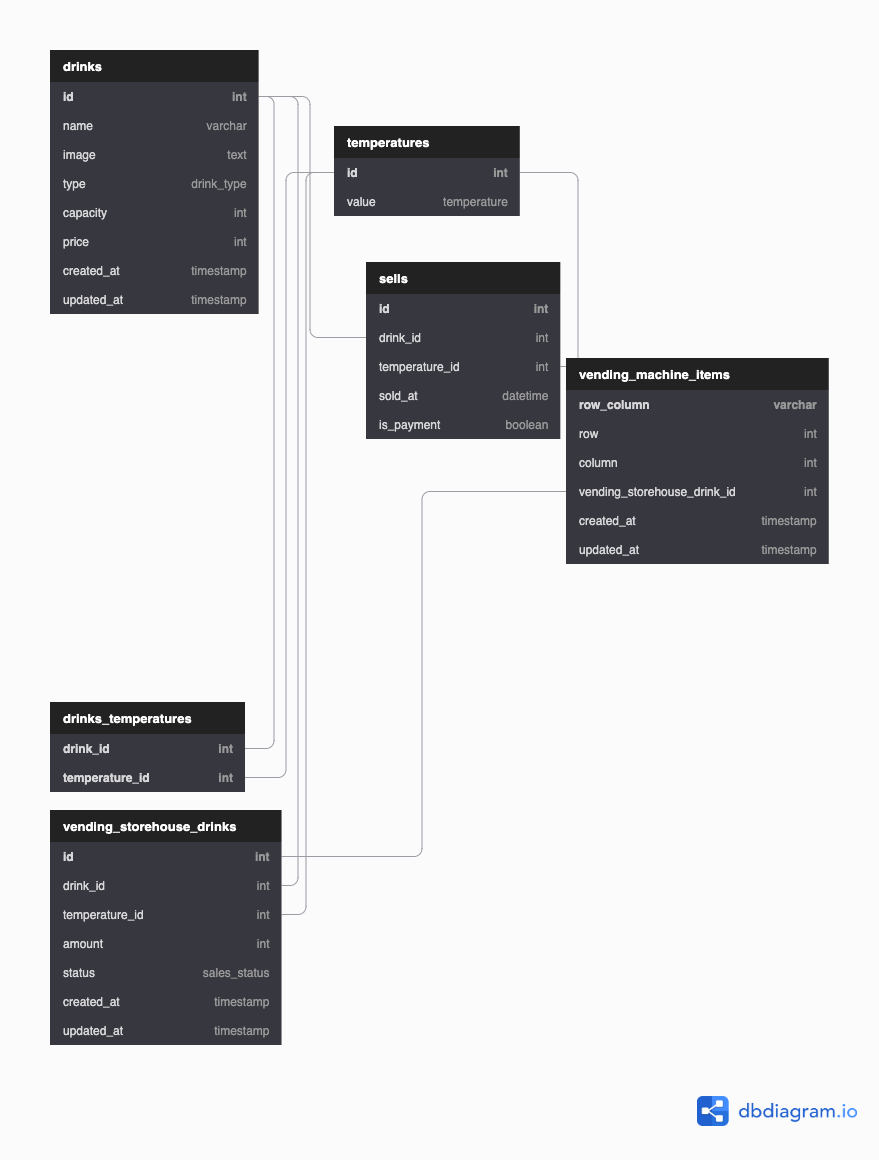 drinks
id int
name varchar
image text
type drink_type
capacity int
price int
created_at timestamp
updated_at timestamp
temperatures
id int
value temperature
sells
id int
drink_id int
temperature_id int
sold_at datetime
is_payment boolean
vending_machine_items
row_column varchar
row int
column int
vending_storehouse_drink_id int
created_at timestamp
updated_at timestamp
drinks_temperatures
drink_id int
temperature_id int
vending_storehouse_drinks
id int
drink_id int
temperature_id int
amount int
status sales_status
created_at timestamp
updated_at timestamp
dbdiagram.io